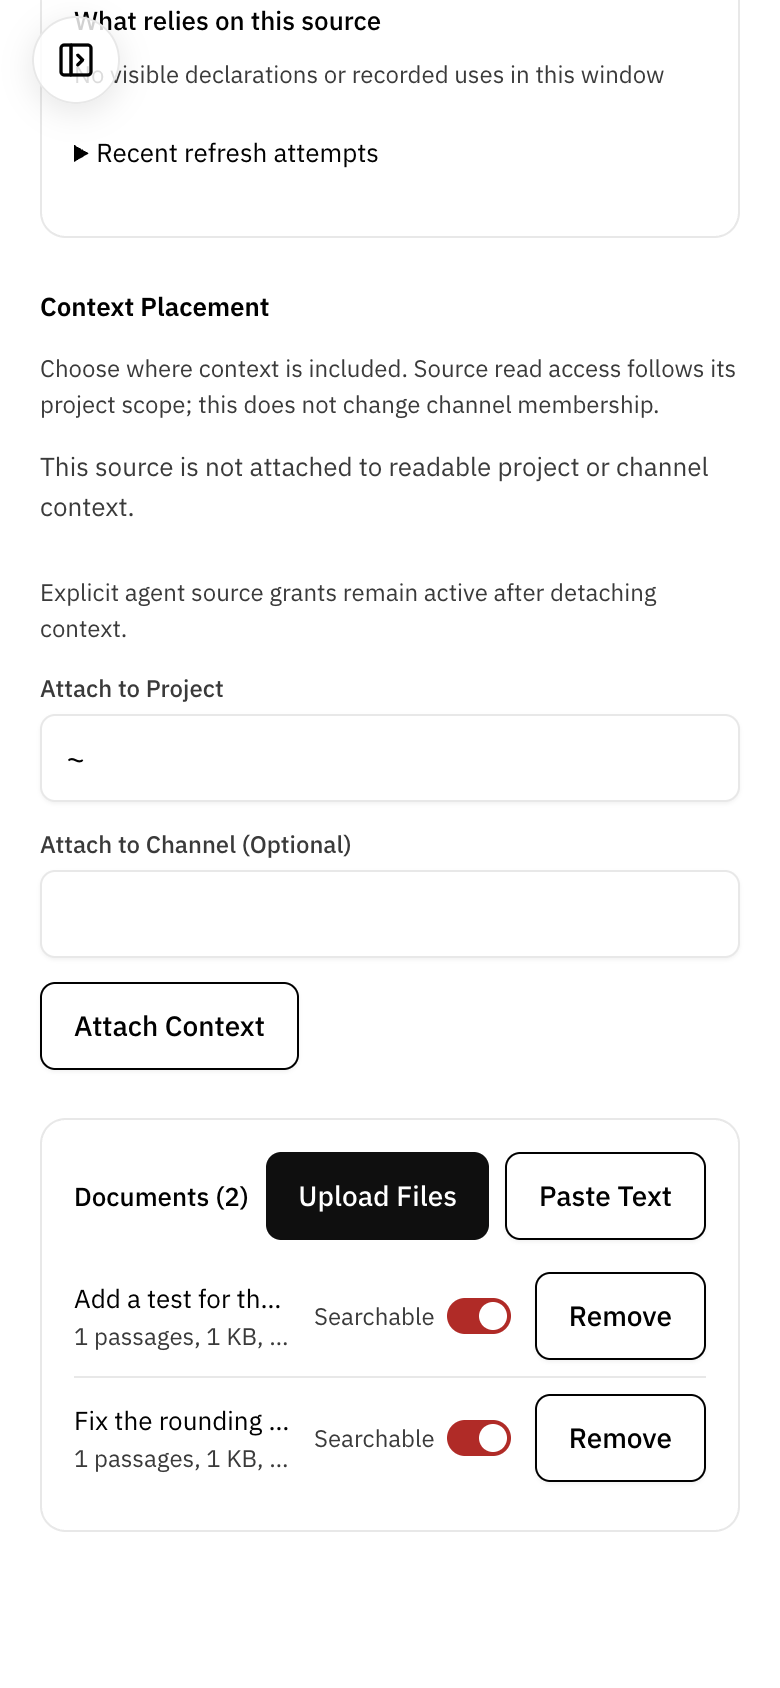 What relies on this source
No visible declarations or recorded uses in this window
Recent refresh attempts
Context Placement
Choose where context is included. Source read access follows its
project scope; this does not change channel membership.
This source is not attached to readable project or channel
context.
Explicit agent source grants remain active after detaching
context.
Attach to Project
~
Attach to Channel (Optional)
Attach Context
Documents (2)
Upload Files
Paste Text
Add a test for th...
1 passages, 1 KB, ...
Searchable
Remove
Fix the rounding ...
1 passages, 1 KB, ...
Searchable
Remove